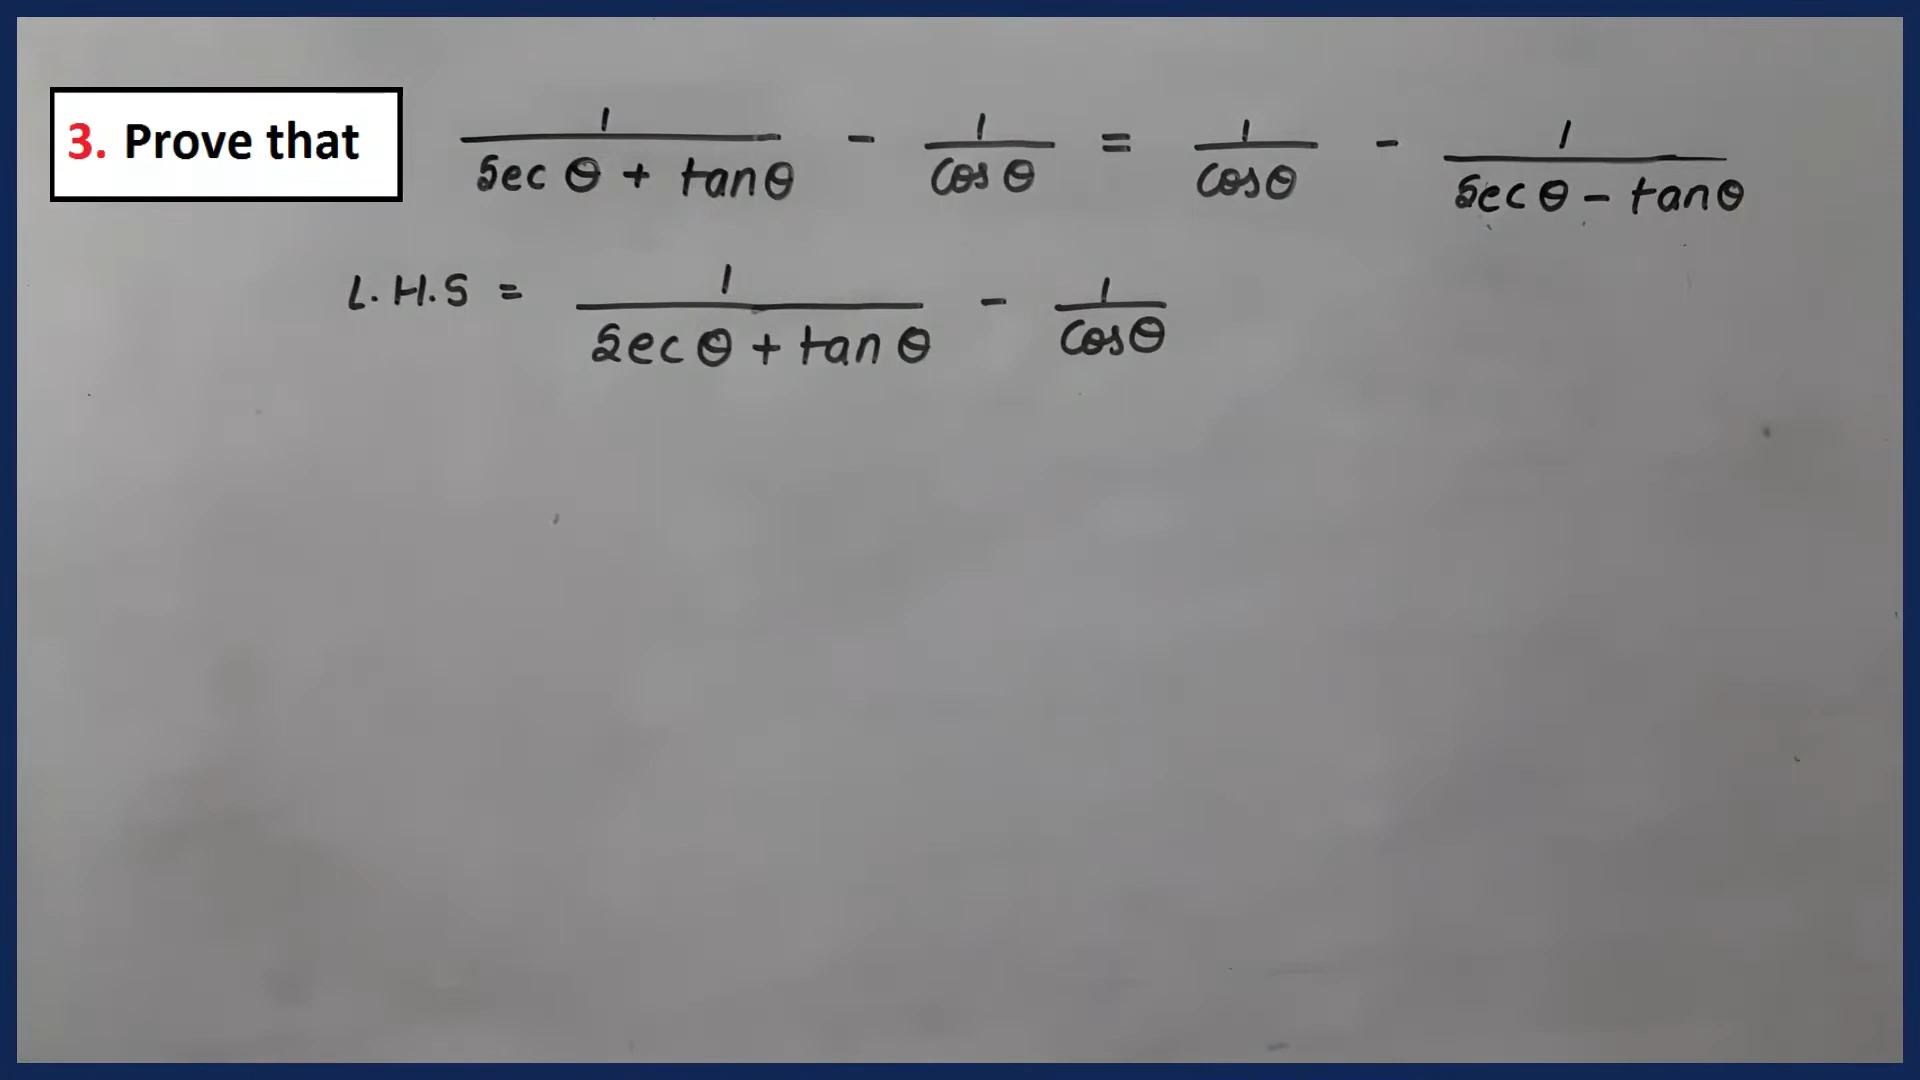 3. Prove that 1/(sec θ + tan θ) - 1/cos θ = 1/cos θ - 1/(sec θ - tan θ)
L.H.S = 1/(sec θ + tan θ) - 1/cos θ